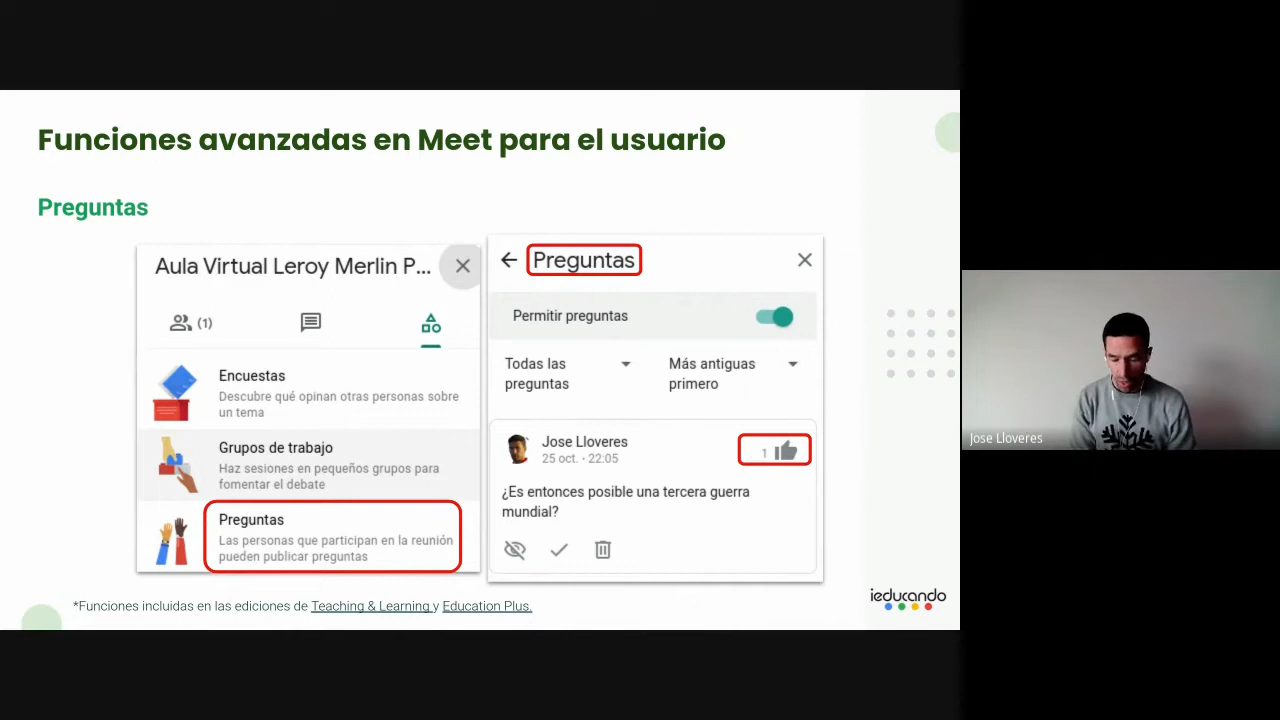 Funciones avanzadas en Meet para el usuario
Preguntas
Aula Virtual Leroy Merlin P...
(1)
Encuestas
Descubre qué opinan otras personas sobre
un tema
Grupos de trabajo
Haz sesiones en pequeños grupos para
fomentar el debate
Preguntas
Las personas que participan en la reunión
pueden publicar preguntas
Preguntas
Permitir preguntas
Todas las
preguntas
Más antiguas
primero
Jose Lloveres
25 oct. · 22:05
1
¿Es entonces posible una tercera guerra
mundial?
*Funciones incluidas en las ediciones de Teaching & Learning y Education Plus.
ieducando
Jose Lloveres